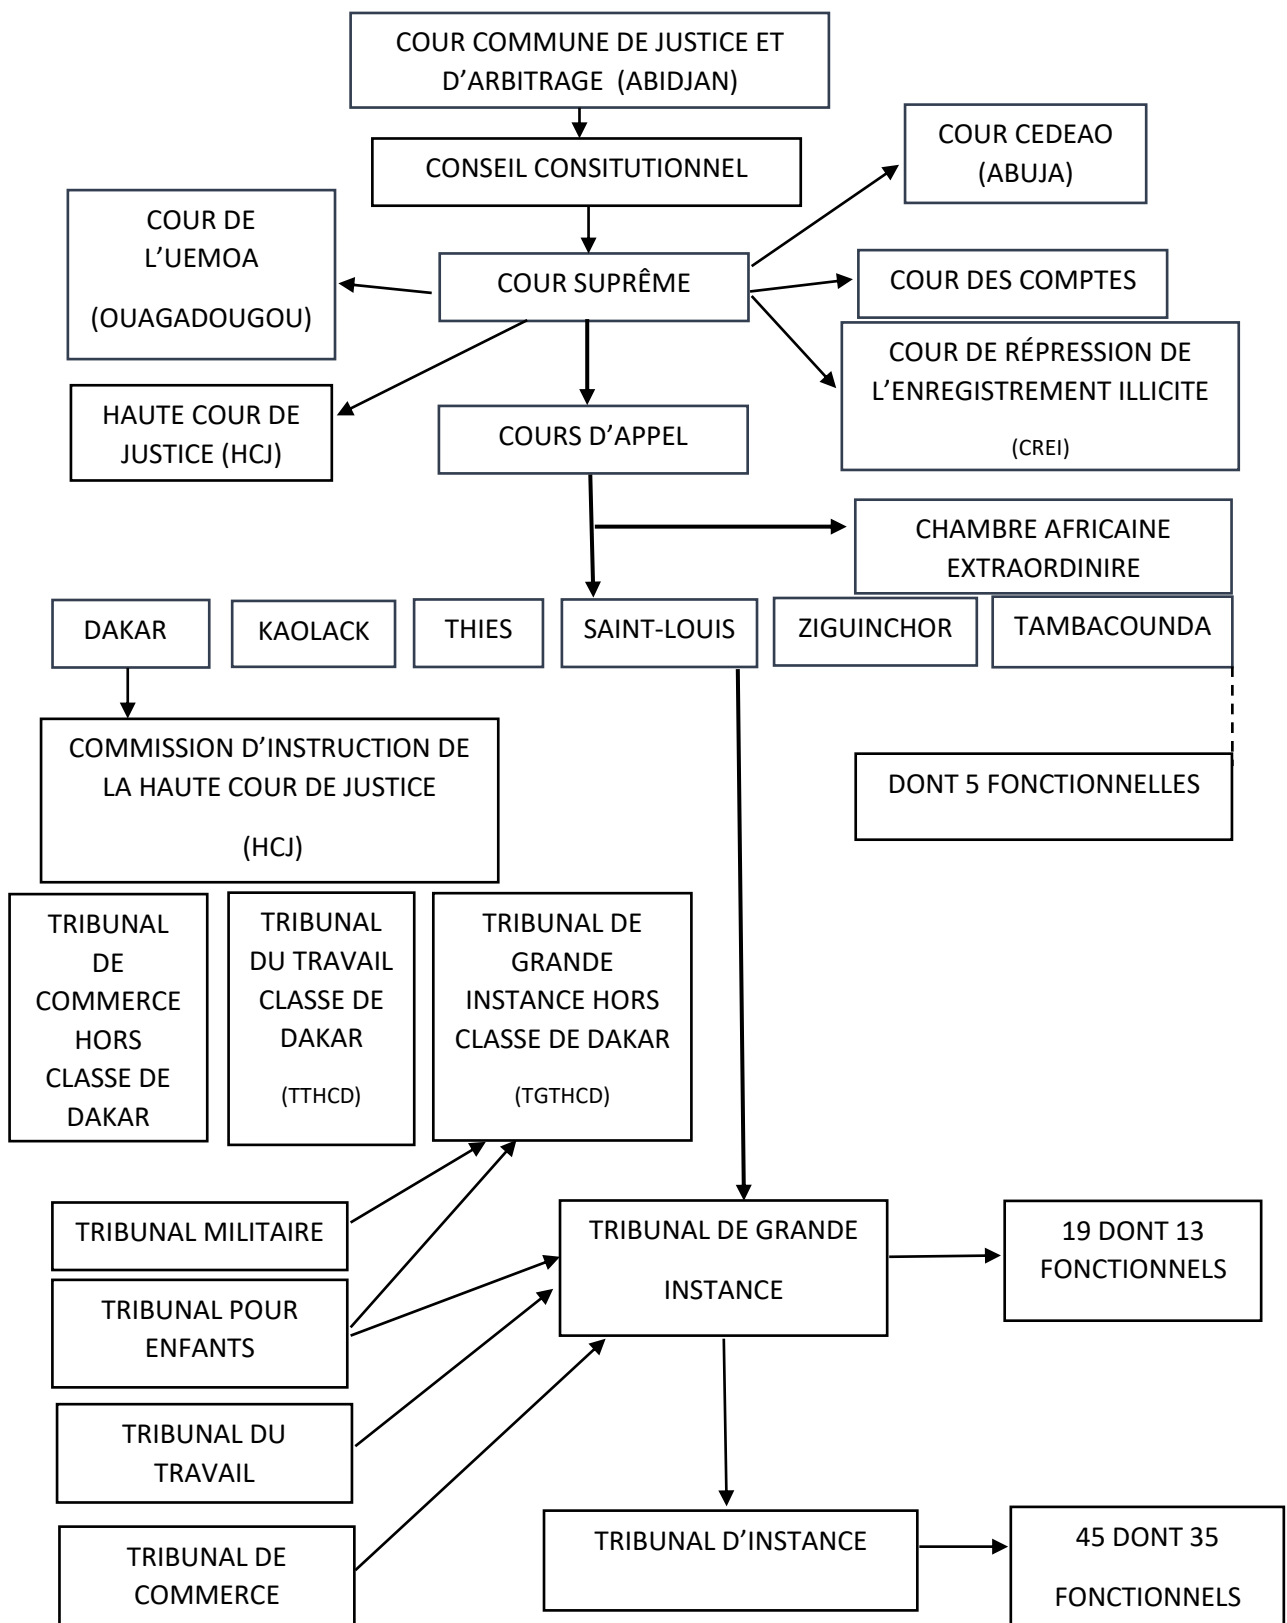 COUR COMMUNE DE JUSTICE ET
D’ARBITRAGE (ABIDJAN)
CONSEIL CONSITUTIONNEL
COUR CEDEAO
(ABUJA)
COUR DE
L’UEMOA
(OUAGADOUGOU)
COUR SUPRÊME
COUR DES COMPTES
COUR DE RÉPRESSION DE
L’ENREGISTREMENT ILLICITE
(CREI)
HAUTE COUR DE
JUSTICE (HCJ)
COURS D’APPEL
CHAMBRE AFRICAINE
EXTRAORDINIRE
DAKAR
KAOLACK
THIES
SAINT-LOUIS
ZIGUINCHOR
TAMBACOUNDA
COMMISSION D’INSTRUCTION DE
LA HAUTE COUR DE JUSTICE
(HCJ)
DONT 5 FONCTIONNELLES
TRIBUNAL
DE
COMMERCE
HORS
CLASSE DE
DAKAR
TRIBUNAL
DU TRAVAIL
CLASSE DE
DAKAR
(TTHCD)
TRIBUNAL DE
GRANDE
INSTANCE HORS
CLASSE DE DAKAR
(TGTHCD)
TRIBUNAL MILITAIRE
TRIBUNAL DE GRANDE
INSTANCE
19 DONT 13
FONCTIONNELS
TRIBUNAL POUR
ENFANTS
TRIBUNAL DU
TRAVAIL
TRIBUNAL DE
COMMERCE
TRIBUNAL D’INSTANCE
45 DONT 35
FONCTIONNELS